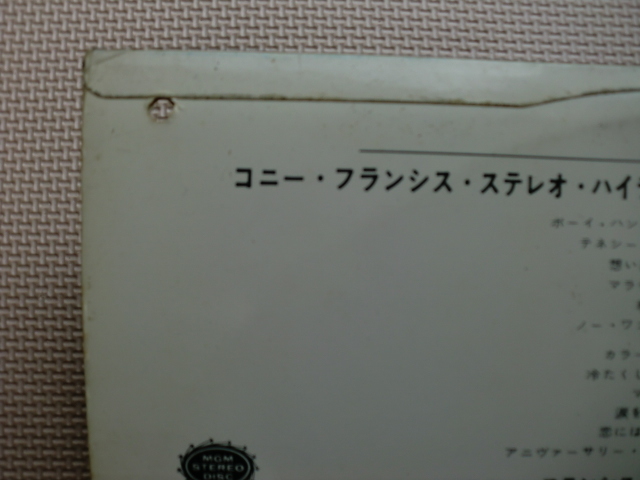 コニー・フランシス・ステレオ・ハイ
ボーイ・ハン
テネシー
想い
マラ
ノー・ワ
カラー
冷たく
マ
涙
恋には
アニヴァーサリー・
MGM
STEREO
DISC